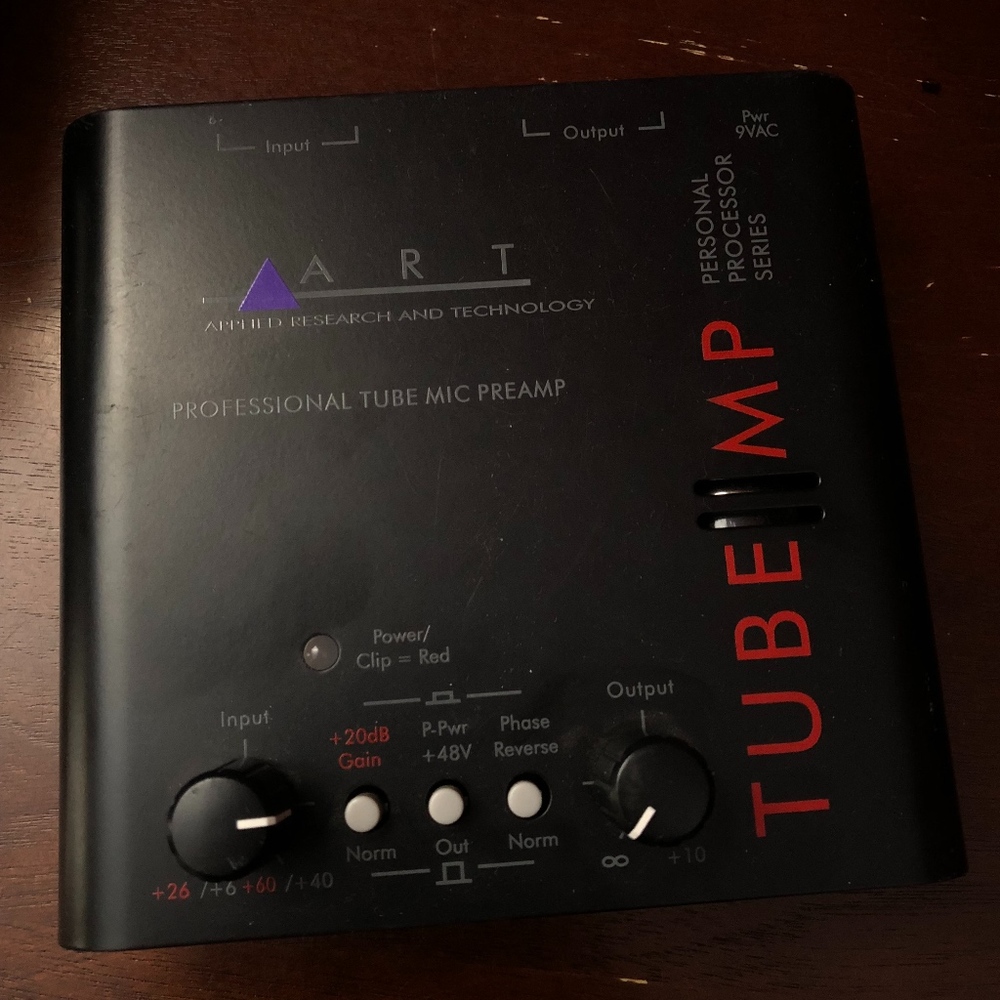 Input
Output
Pwr
9VAC
PERSONAL
PROCESSOR
SERIES
ART
APPLIED RESEARCH AND TECHNOLOGY
PROFESSIONAL TUBE MIC PREAMP
TUBE MP
Power/
Clip = Red
Input
+20dB
Gain
P-Pwr
+48V
Phase
Reverse
Output
Norm
Out
Norm
+26 /+6 +60 /+40
∞
+10